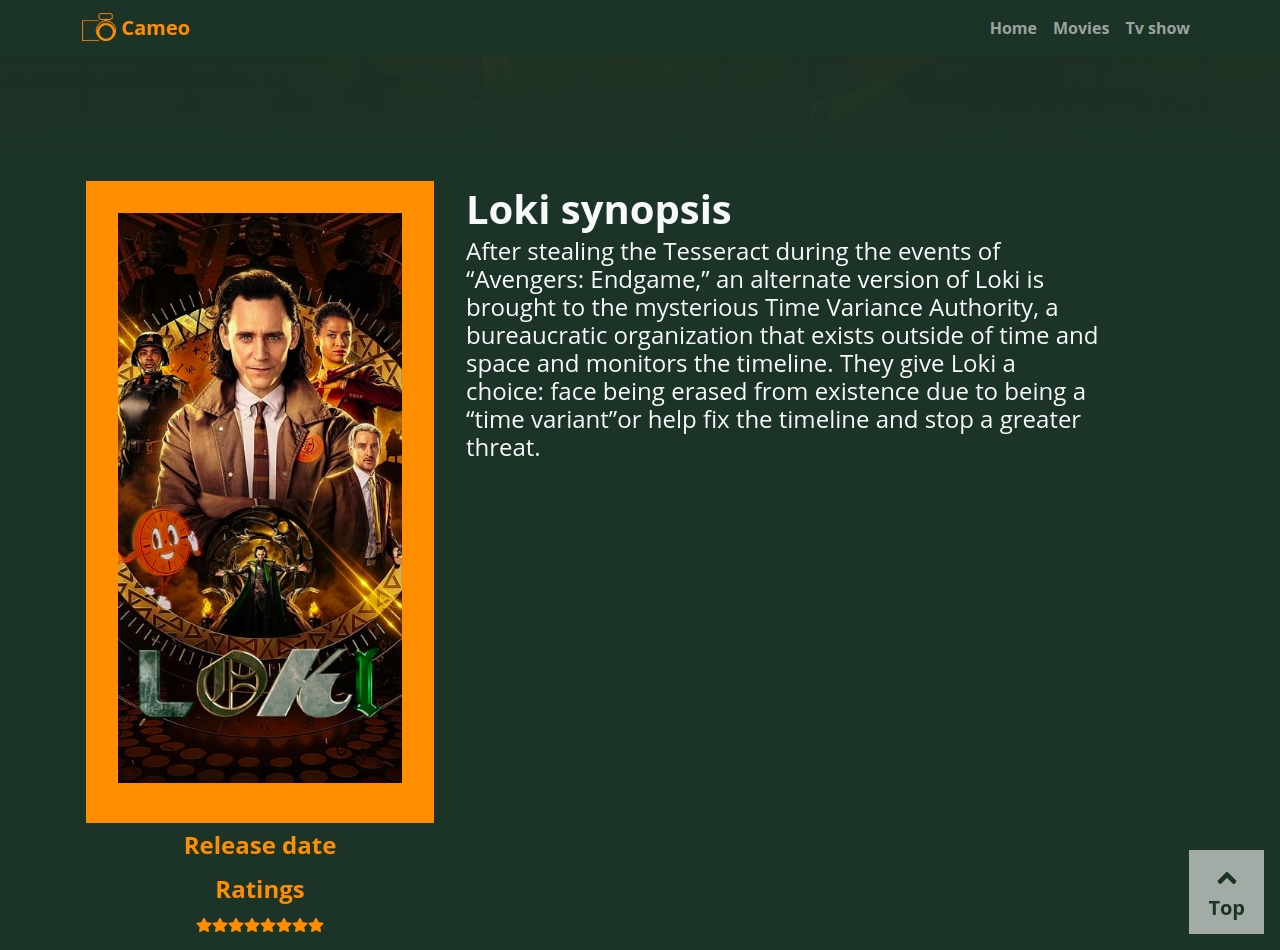 Cameo
Home Movies Tv show
Loki synopsis
After stealing the Tesseract during the events of
“Avengers: Endgame,” an alternate version of Loki is
brought to the mysterious Time Variance Authority, a
bureaucratic organization that exists outside of time and
space and monitors the timeline. They give Loki a
choice: face being erased from existence due to being a
“time variant”or help fix the timeline and stop a greater
threat.
LOKI
Release date
Ratings
Top